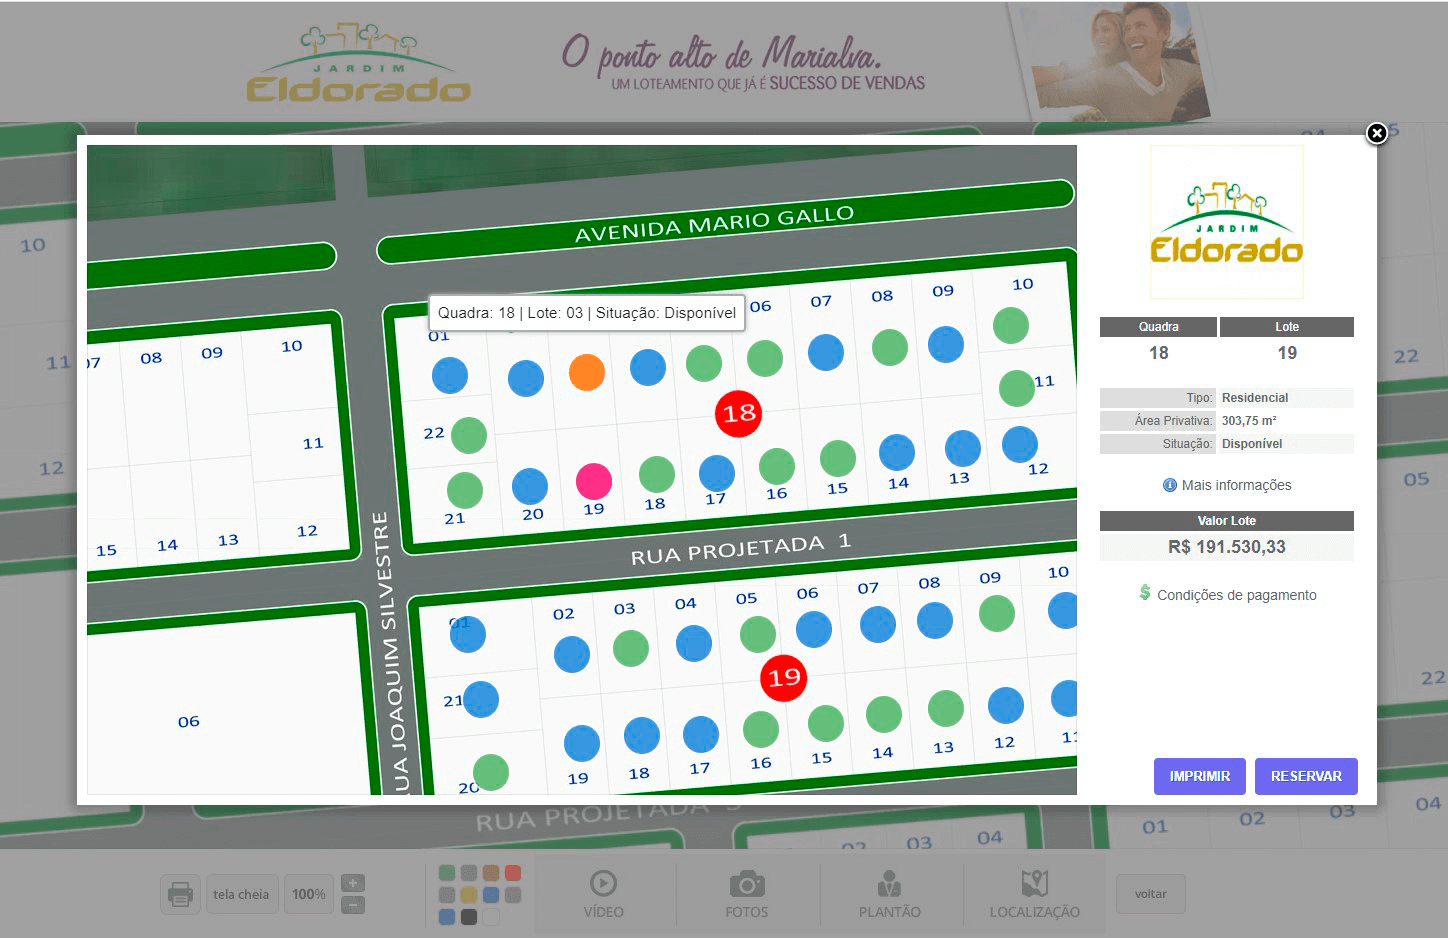 JARDIM
Eldorado
O ponto alto de Marialva.
UM LOTEAMENTO QUE JÁ É SUCESSO DE VENDAS
04
10
11
12
AVENIDA MARIO GALLO
Quadra: 18 | Lote: 03 | Situação: Disponível
01
06
07
08
09
10
11
22
18
21
20
19
18
17
16
15
14
13
12
07
08
09
10
11
15
14
13
12
RUA PROJETADA 1
RUA JOAQUIM SILVESTRE
01
02
03
04
05
06
07
08
09
10
21
19
20
19
18
17
16
15
14
13
12
11
06
JARDIM
Eldorado
Quadra
Lote
18
19
Tipo: Residencial
Área Privativa: 303,75 m²
Situação: Disponível
Mais informações
Valor Lote
R$ 191.530,33
Condições de pagamento
IMPRIMIR
RESERVAR
22
05
22
RUA PROJETADA
01
02
03
04
02
03
04
tela cheia
100%
VÍDEO
FOTOS
PLANTÃO
LOCALIZAÇÃO
voltar